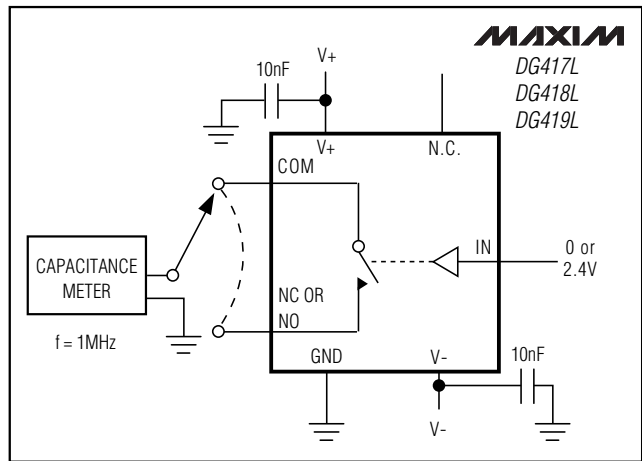 MAXIM
DG417L
DG418L
DG419L
V+
10nF
V+
N.C.
COM
IN
0 or
2.4V
CAPACITANCE
METER
f = 1MHz
NC OR
NO
GND
V-
10nF
V-